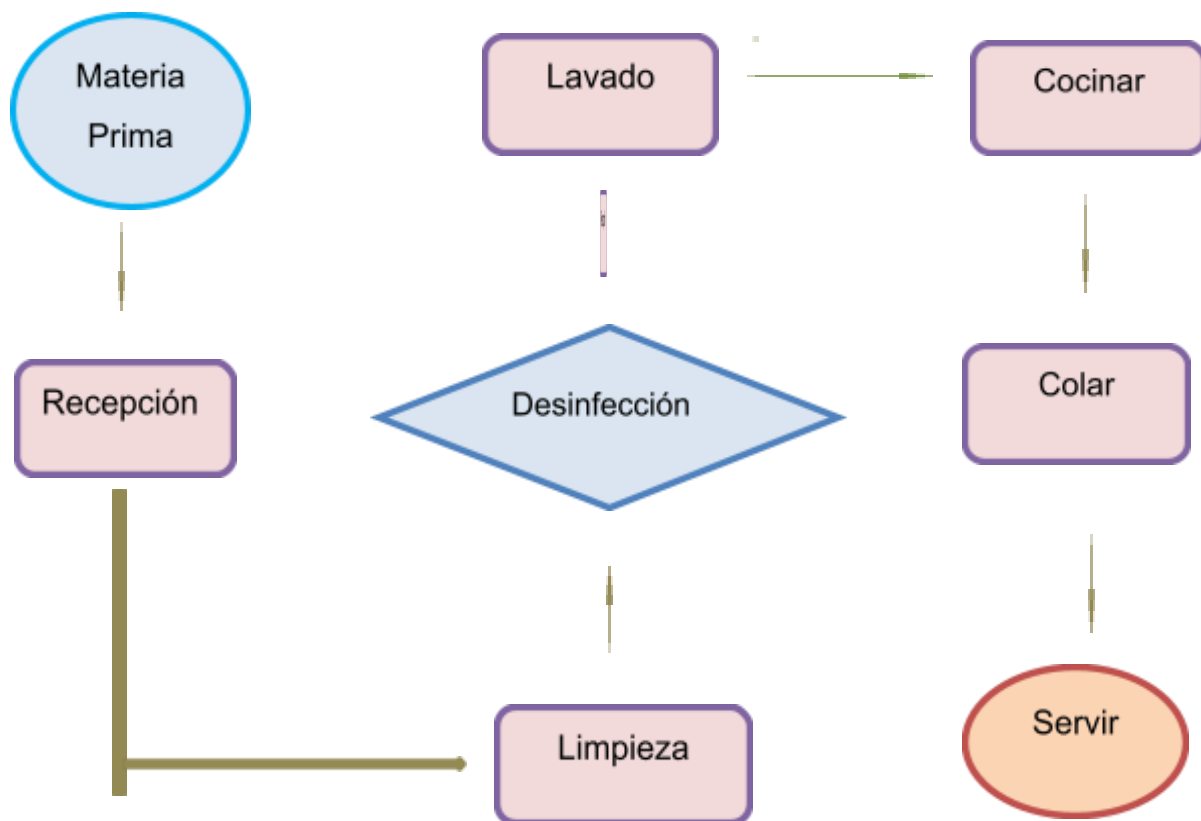 Materia
Prima
Recepción
Limpieza
Desinfección
Lavado
Cocinar
Colar
Servir